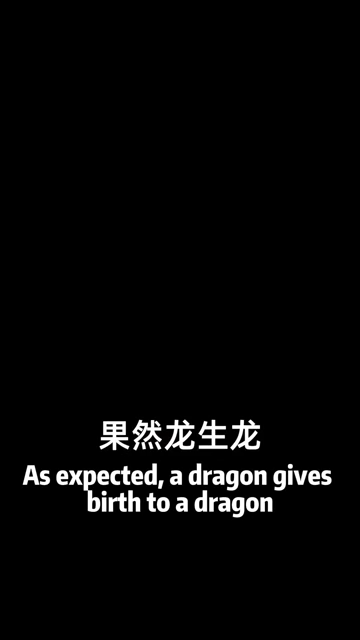 果然龙生龙
As expected, a dragon gives
birth to a dragon